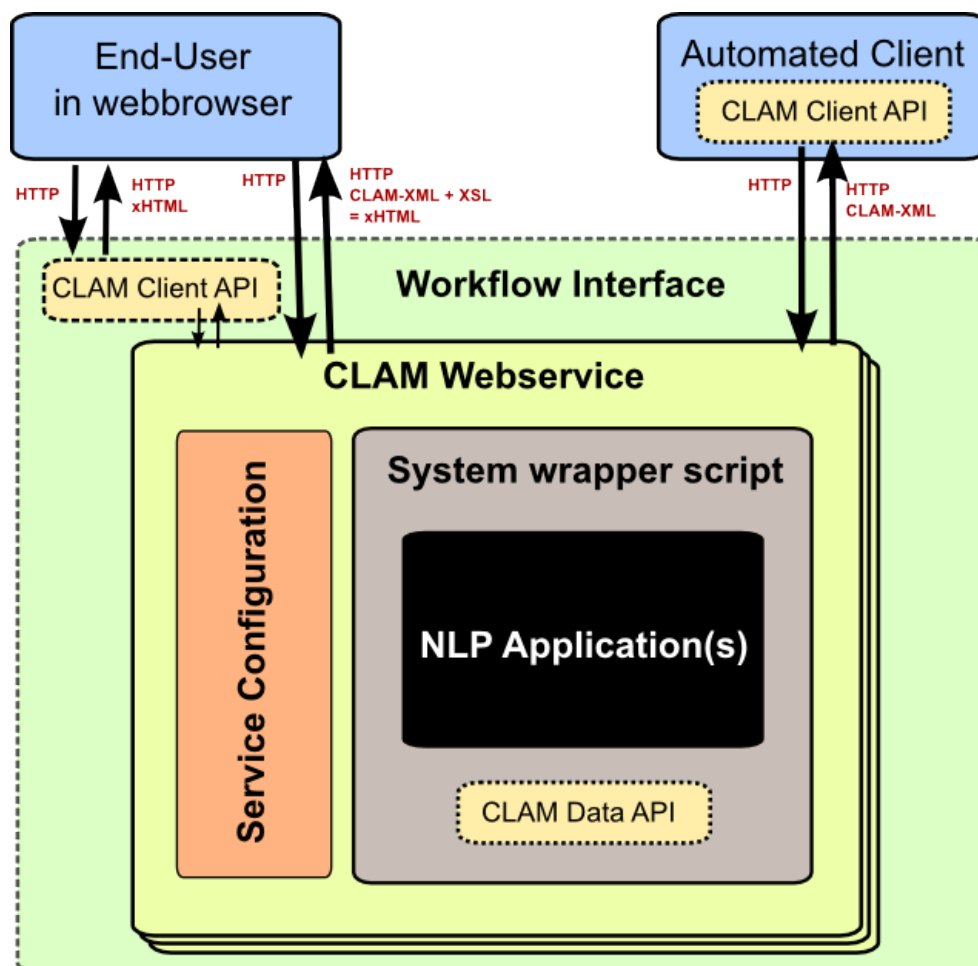 End-User
in webbrowser
Automated Client
CLAM Client API
HTTP
HTTP
xHTML
HTTP
HTTP
CLAM-XML + XSL
= xHTML
HTTP
HTTP
CLAM-XML
CLAM Client API
Workflow Interface
CLAM Webservice
Service Configuration
System wrapper script
NLP Application(s)
CLAM Data API